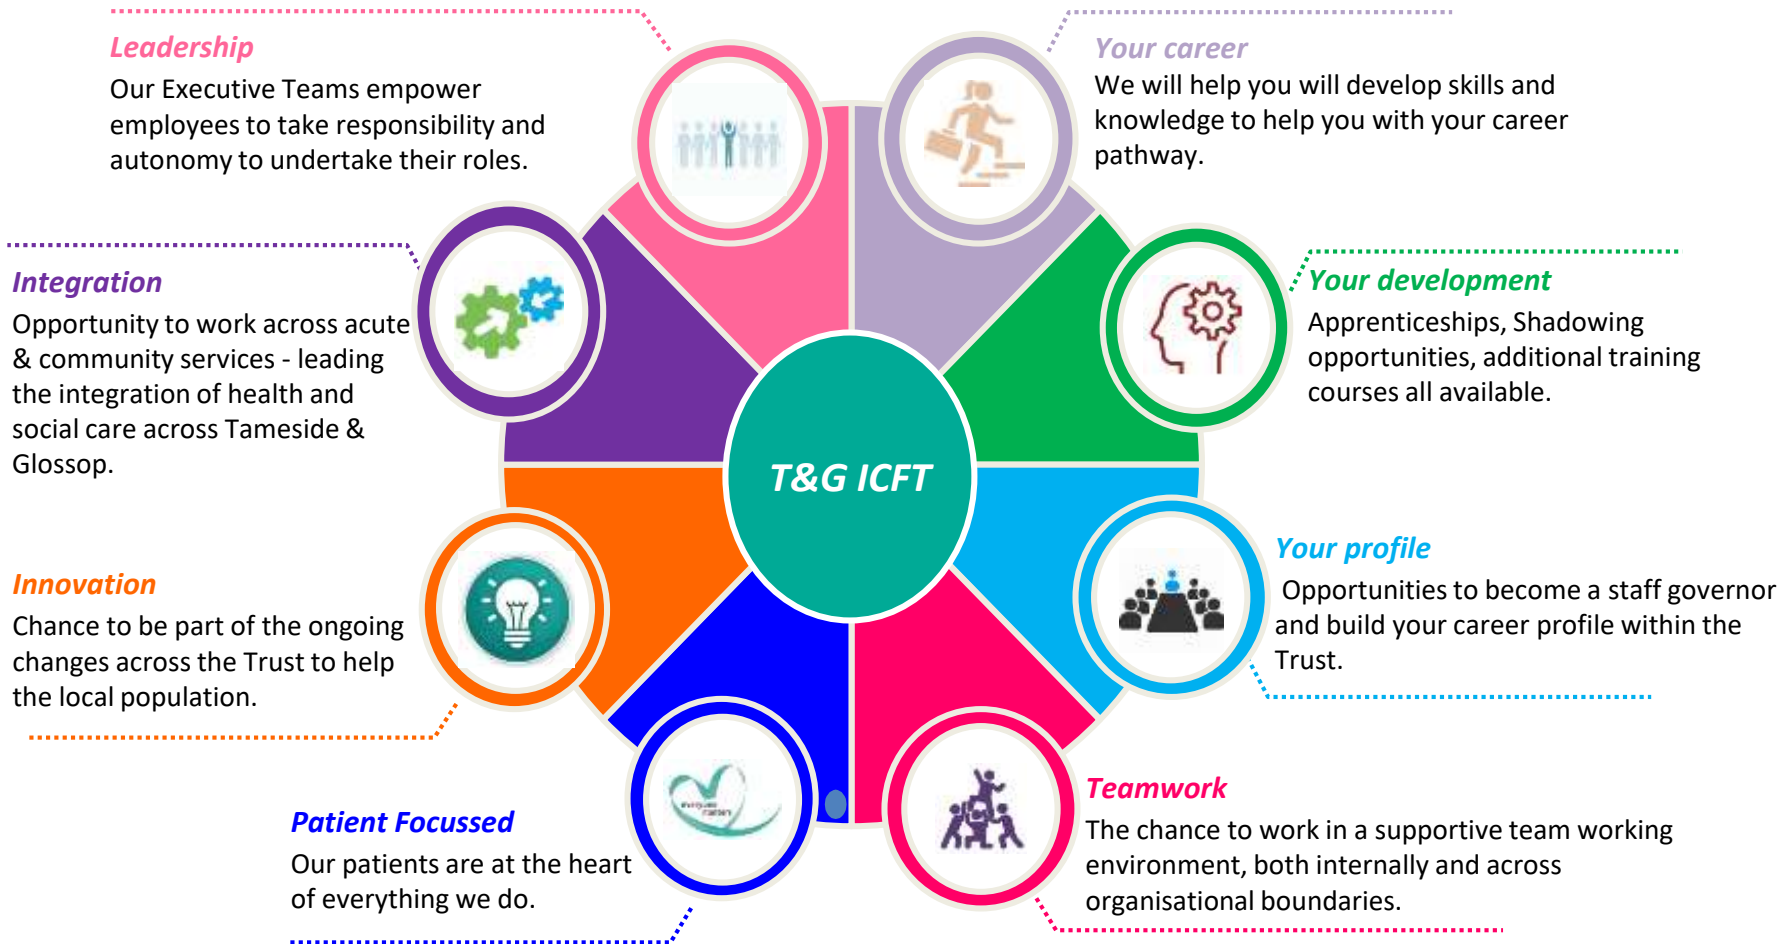 Leadership
Our Executive Teams empower
employees to take responsibility and
autonomy to undertake their roles.
Your career
We will help you will develop skills and
knowledge to help you with your career
pathway.
Integration
Opportunity to work across acute
& community services - leading
the integration of health and
social care across Tameside &
Glossop.
Your development
Apprenticeships, Shadowing
opportunities, additional training
courses all available.
T&G ICFT
Innovation
Chance to be part of the ongoing
changes across the Trust to help
the local population.
Your profile
Opportunities to become a staff governor
and build your career profile within the
Trust.
Patient Focussed
Our patients are at the heart
of everything we do.
Teamwork
The chance to work in a supportive team working
environment, both internally and across
organisational boundaries.